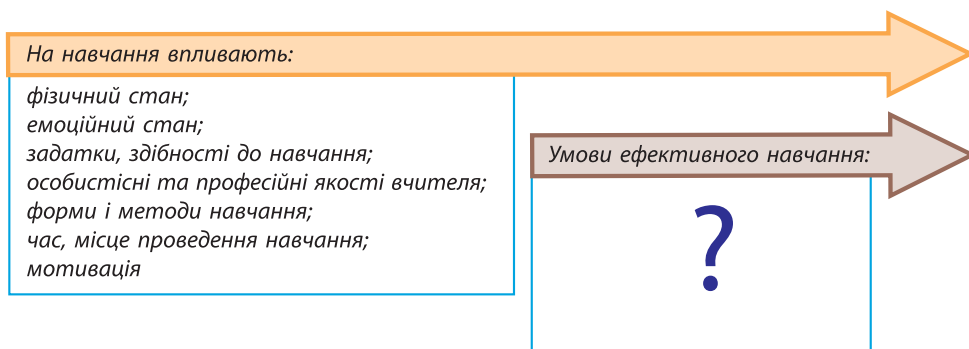 На навчання впливають:
фізичний стан;
емоційний стан;
задатки, здібності до навчання;
особистісні та професійні якості вчителя;
форми і методи навчання;
час, місце проведення навчання;
мотивація
Умови ефективного навчання:
?